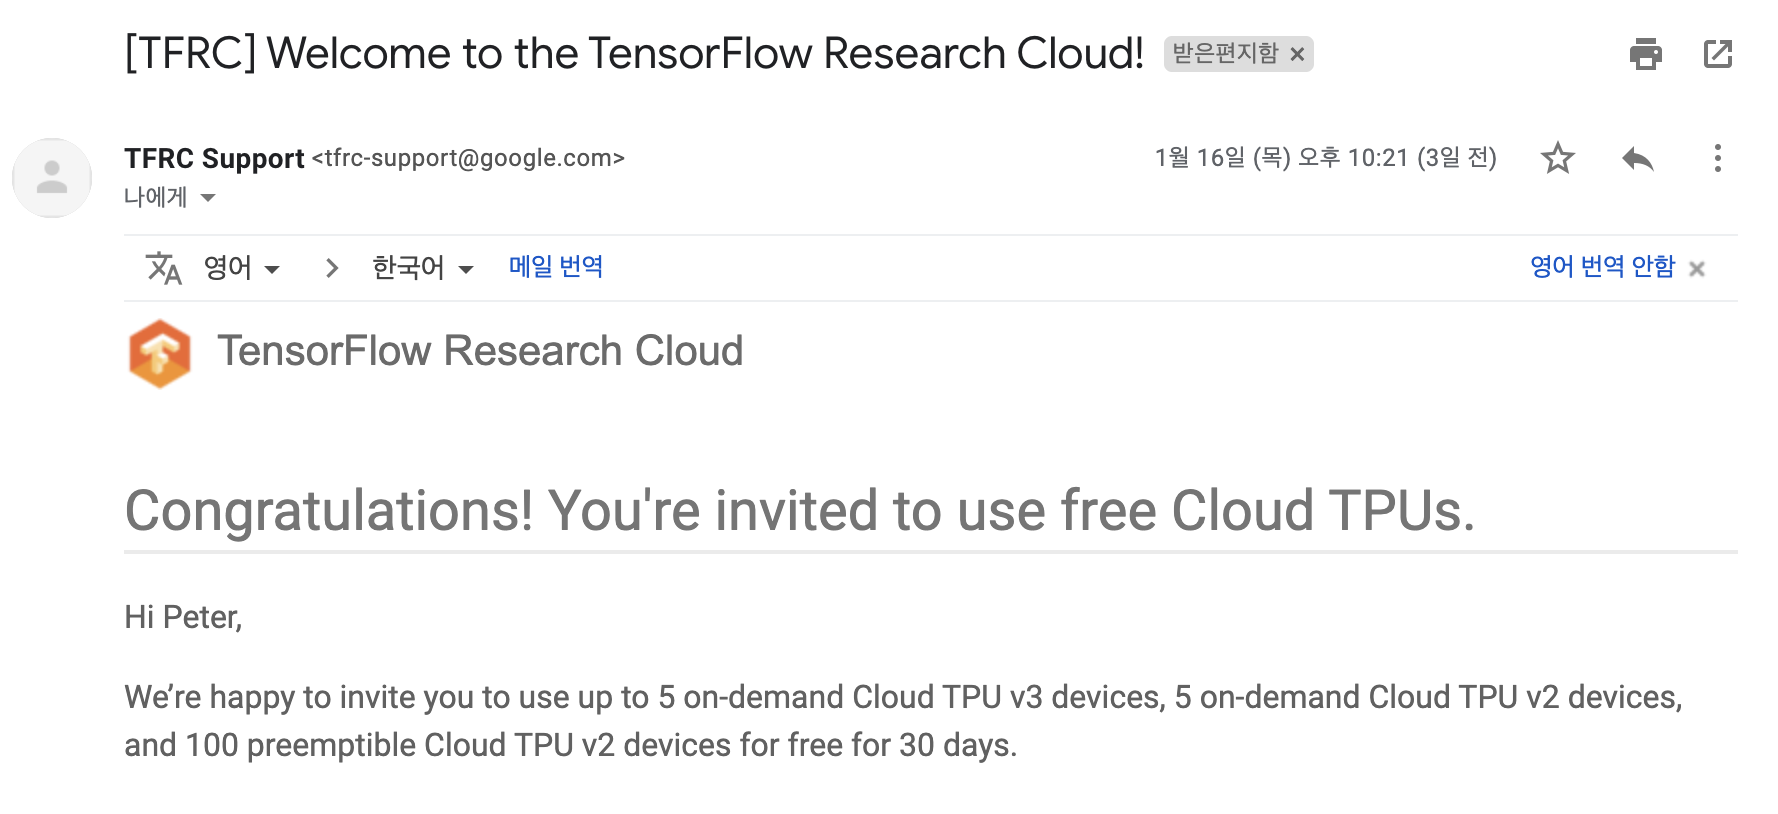 [TFRC] Welcome to the TensorFlow Research Cloud! 받은편지함 ×
TFRC Support <tfrc-support@google.com> 1월 16일 (목) 오후 10:21 (3일 전)
나에게
영어 > 한국어 메일 번역 영어 번역 안함 ×
TensorFlow Research Cloud
Congratulations! You're invited to use free Cloud TPUs.
Hi Peter,
We’re happy to invite you to use up to 5 on-demand Cloud TPU v3 devices, 5 on-demand Cloud TPU v2 devices,
and 100 preemptible Cloud TPU v2 devices for free for 30 days.